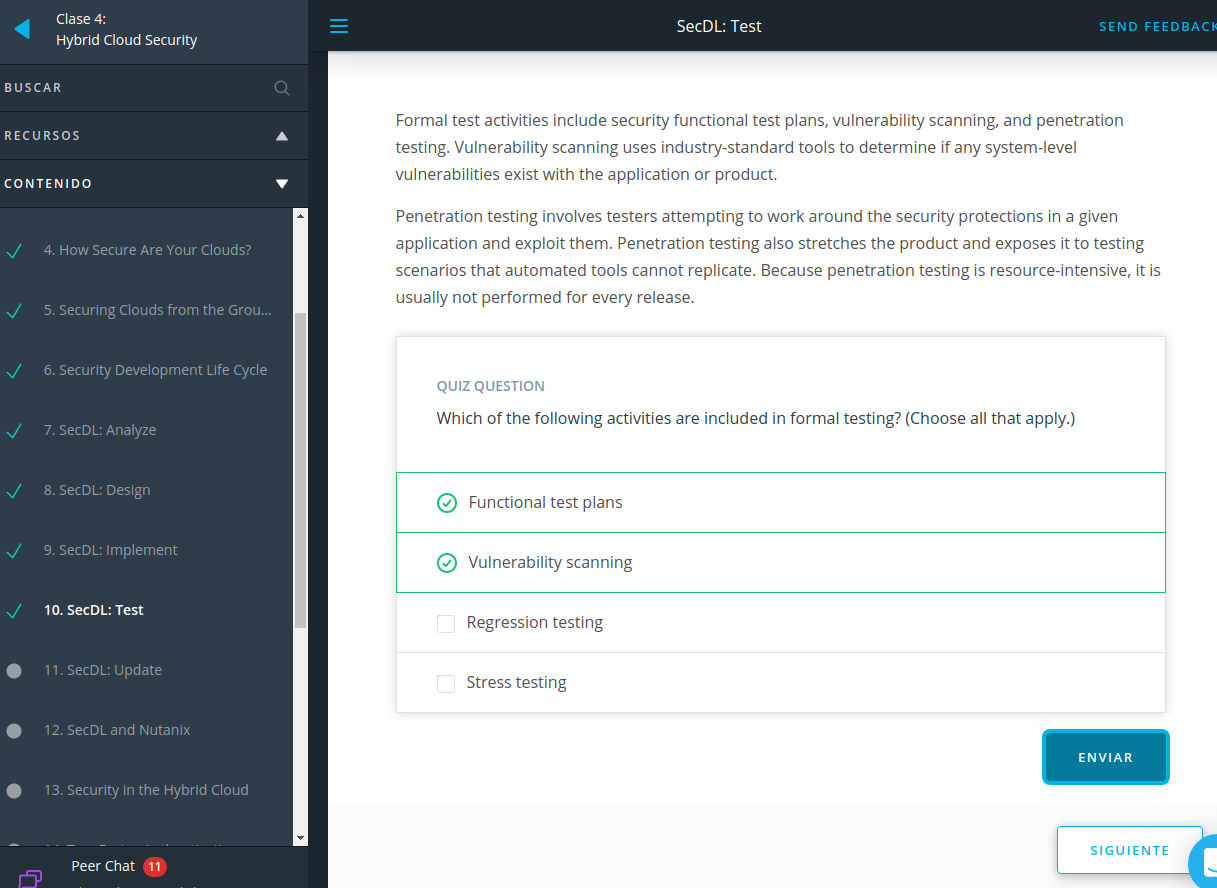 Clase 4:
Hybrid Cloud Security
BUSCAR
RECURSOS
CONTENIDO
4. How Secure Are Your Clouds?
5. Securing Clouds from the Grou...
6. Security Development Life Cycle
7. SecDL: Analyze
8. SecDL: Design
9. SecDL: Implement
10. SecDL: Test
11. SecDL: Update
12. SecDL and Nutanix
13. Security in the Hybrid Cloud
Peer Chat 11
SecDL: Test
SEND FEEDBACK
Formal test activities include security functional test plans, vulnerability scanning, and penetration
testing. Vulnerability scanning uses industry-standard tools to determine if any system-level
vulnerabilities exist with the application or product.
Penetration testing involves testers attempting to work around the security protections in a given
application and exploit them. Penetration testing also stretches the product and exposes it to testing
scenarios that automated tools cannot replicate. Because penetration testing is resource-intensive, it is
usually not performed for every release.
QUIZ QUESTION
Which of the following activities are included in formal testing? (Choose all that apply.)
Functional test plans
Vulnerability scanning
Regression testing
Stress testing
ENVIAR
SIGUIENTE